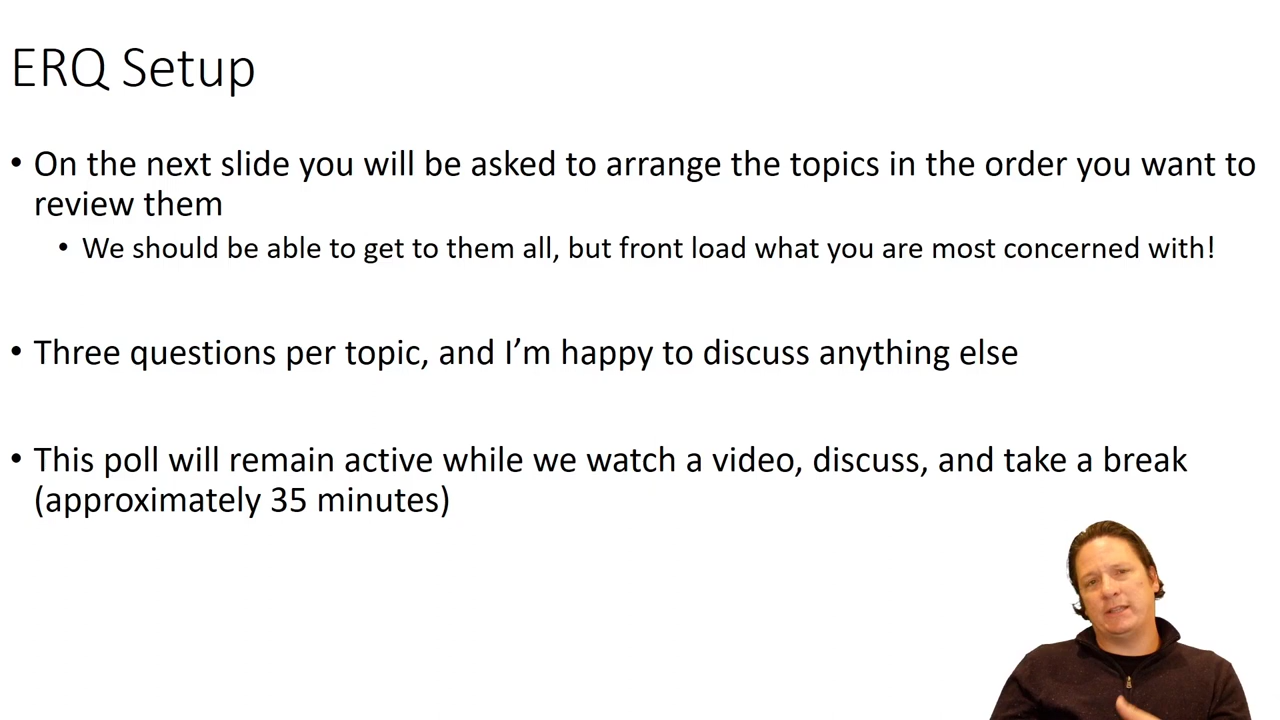 ERQ Setup
• On the next slide you will be asked to arrange the topics in the order you want to
review them
• We should be able to get to them all, but front load what you are most concerned with!
• Three questions per topic, and I’m happy to discuss anything else
• This poll will remain active while we watch a video, discuss, and take a break
(approximately 35 minutes)